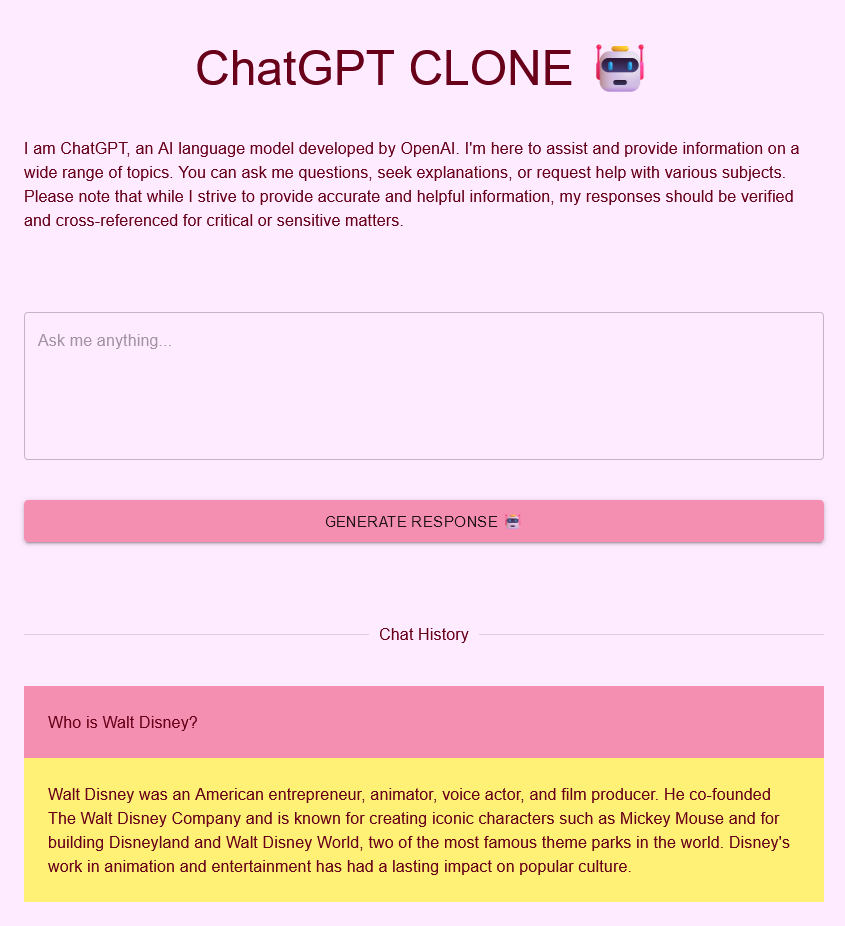 ChatGPT CLONE
I am ChatGPT, an AI language model developed by OpenAI. I'm here to assist and provide information on a
wide range of topics. You can ask me questions, seek explanations, or request help with various subjects.
Please note that while I strive to provide accurate and helpful information, my responses should be verified
and cross-referenced for critical or sensitive matters.
Ask me anything...
GENERATE RESPONSE
Chat History
Who is Walt Disney?
Walt Disney was an American entrepreneur, animator, voice actor, and film producer. He co-founded
The Walt Disney Company and is known for creating iconic characters such as Mickey Mouse and for
building Disneyland and Walt Disney World, two of the most famous theme parks in the world. Disney's
work in animation and entertainment has had a lasting impact on popular culture.